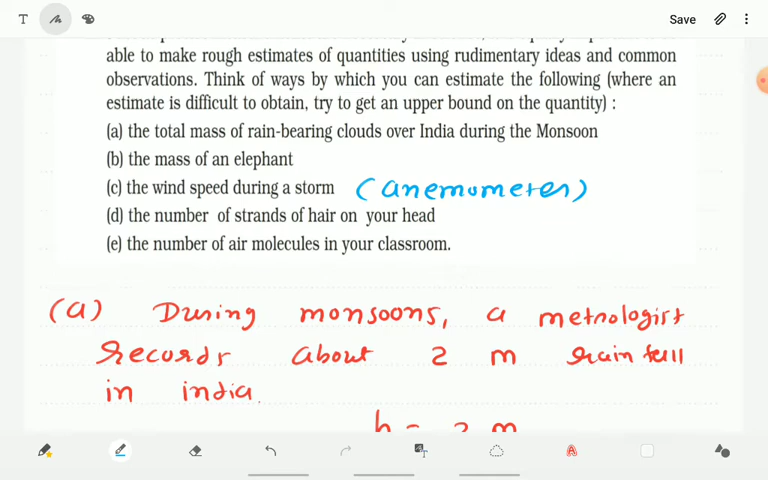 T
Save
able to make rough estimates of quantities using rudimentary ideas and common
observations. Think of ways by which you can estimate the following (where an
estimate is difficult to obtain, try to get an upper bound on the quantity) :
(a) the total mass of rain-bearing clouds over India during the Monsoon
(b) the mass of an elephant
(c) the wind speed during a storm (anemometer)
(d) the number of strands of hair on your head
(e) the number of air molecules in your classroom.
(a) During monsoons, a metrologist
Records about 2 m rain fall
in india.
h = 2 m